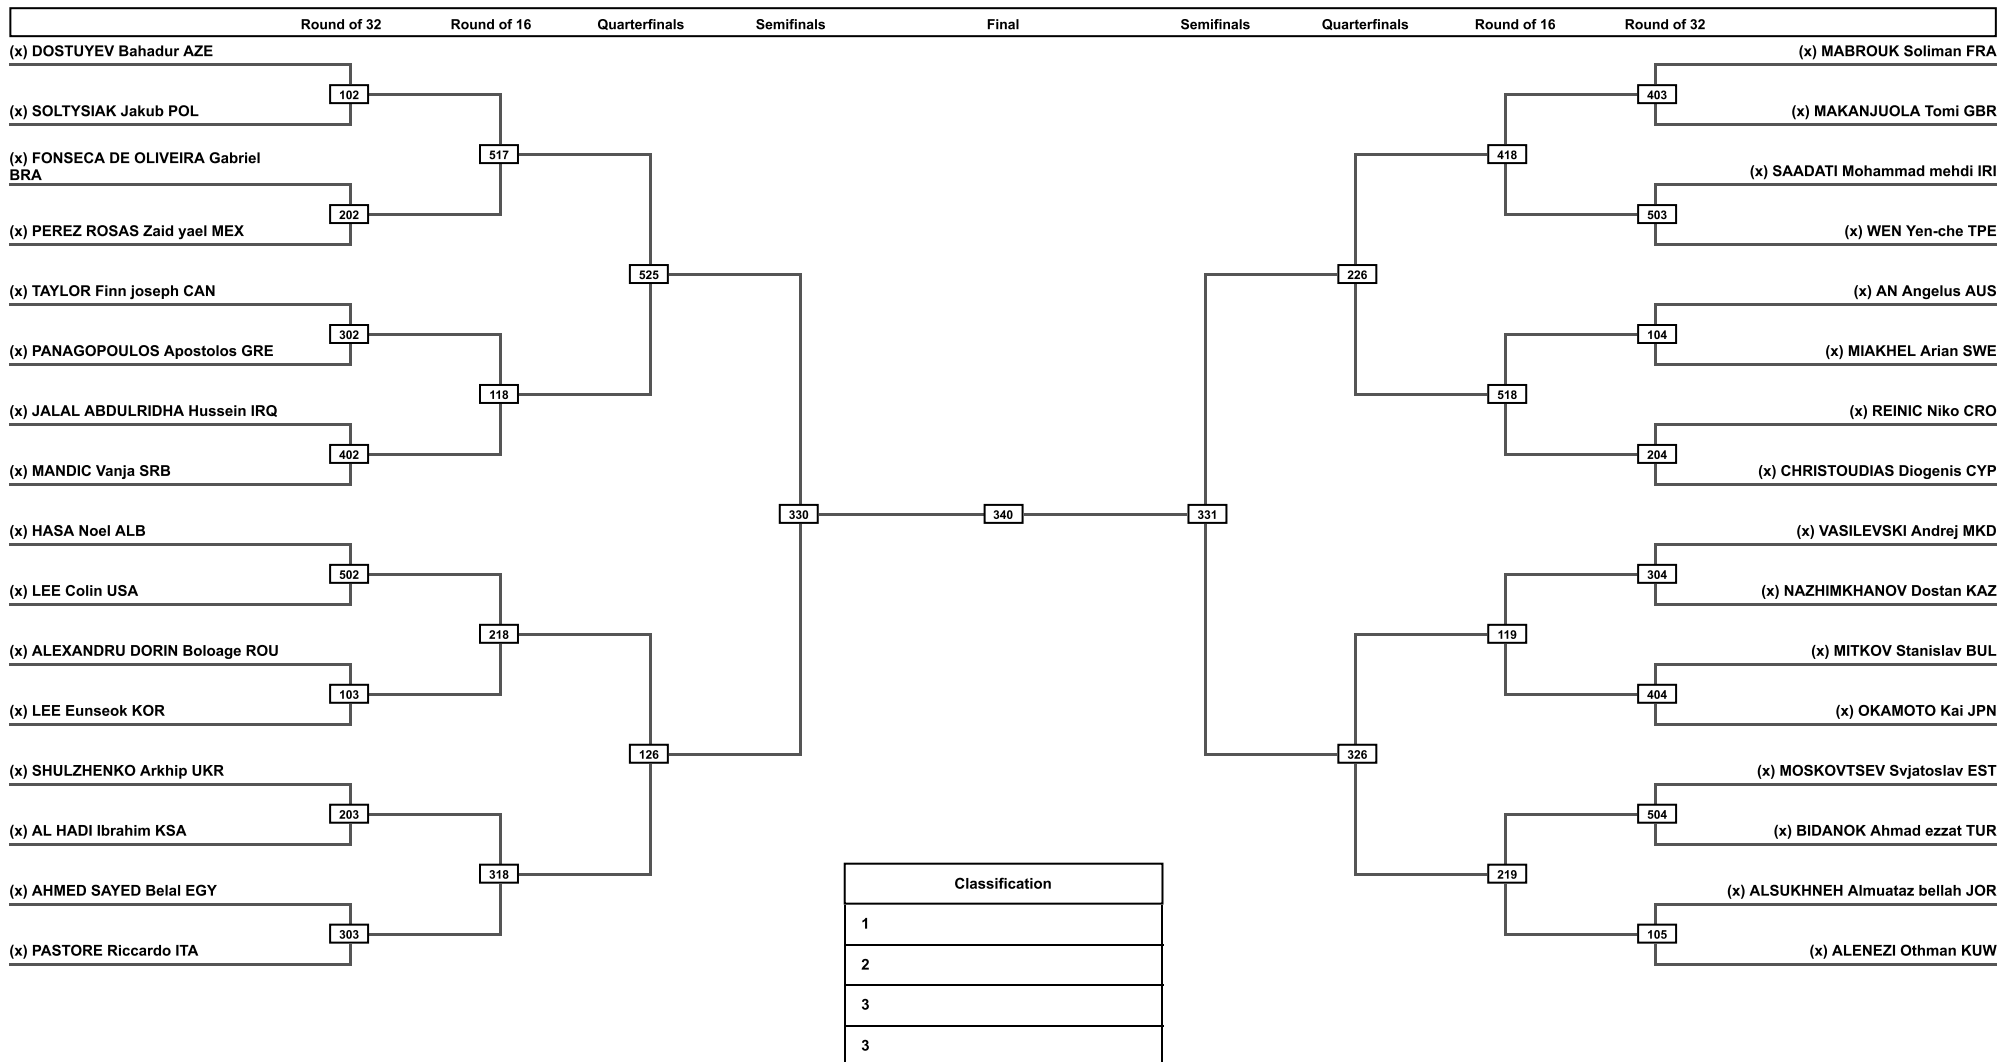 Round of 32 Round of 16 Quarterfinals Semifinals Final Semifinals Quarterfinals Round of 16 Round of 32
(x) DOSTUYEV Bahadur AZE
102
(x) SOLTYSIAK Jakub POL
517
(x) FONSECA DE OLIVEIRA Gabriel
BRA
202
(x) PEREZ ROSAS Zaid yael MEX
525
(x) TAYLOR Finn joseph CAN
302
(x) PANAGOPOULOS Apostolos GRE
118
(x) JALAL ABDULRIDHA Hussein IRQ
402
(x) MANDIC Vanja SRB
330
(x) HASA Noel ALB
502
(x) LEE Colin USA
218
(x) ALEXANDRU DORIN Boloage ROU
103
(x) LEE Eunseok KOR
126
(x) SHULZHENKO Arkhip UKR
203
(x) AL HADI Ibrahim KSA
318
(x) AHMED SAYED Belal EGY
303
(x) PASTORE Riccardo ITA
340
(x) MABROUK Soliman FRA
403
(x) MAKANJUOLA Tomi GBR
418
(x) SAADATI Mohammad mehdi IRI
503
(x) WEN Yen-che TPE
226
(x) AN Angelus AUS
104
(x) MIAKHEL Arian SWE
518
(x) REINIC Niko CRO
204
(x) CHRISTOUDIAS Diogenis CYP
331
(x) VASILEVSKI Andrej MKD
304
(x) NAZHIMKHANOV Dostan KAZ
119
(x) MITKOV Stanislav BUL
404
(x) OKAMOTO Kai JPN
326
(x) MOSKOVTSEV Svjatoslav EST
504
(x) BIDANOK Ahmad ezzat TUR
219
(x) ALSUKHNEH Almuataz bellah JOR
105
(x) ALENEZI Othman KUW
Classification
1
2
3
3